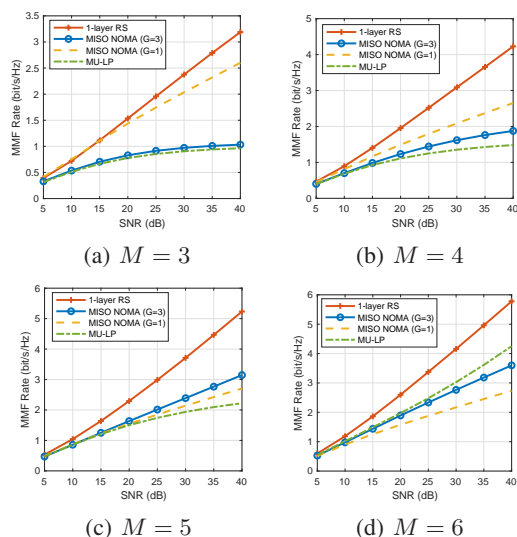 3.5
3
2.5
2
1.5
1
0.5
0
MMF Rate (bit/s/Hz)
1-layer RS
MISO NOMA (G=3)
MISO NOMA (G=1)
MU-LP
5 10 15 20 25 30 35 40
SNR (dB)
(a) M = 3
5
4
3
2
1
0
MMF Rate (bit/s/Hz)
1-layer RS
MISO NOMA (G=3)
MISO NOMA (G=1)
MU-LP
5 10 15 20 25 30 35 40
SNR (dB)
(b) M = 4
6
5
4
3
2
1
0
MMF Rate (bit/s/Hz)
1-layer RS
MISO NOMA (G=3)
MISO NOMA (G=1)
MU-LP
5 10 15 20 25 30 35 40
SNR (dB)
(c) M = 5
6
5
4
3
2
1
0
MMF Rate (bit/s/Hz)
1-layer RS
MISO NOMA (G=3)
MISO NOMA (G=1)
MU-LP
5 10 15 20 25 30 35 40
SNR (dB)
(d) M = 6